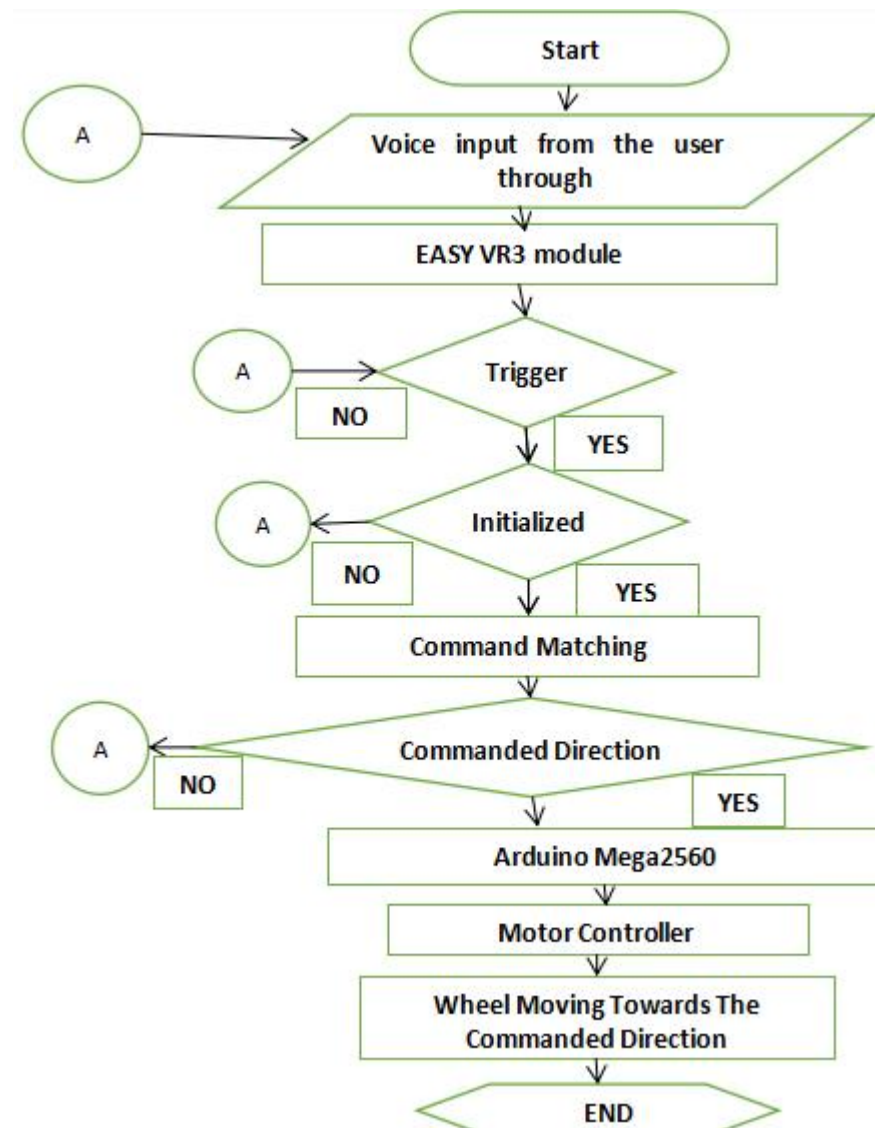 Start
A
Voice input from the user
through
EASY VR3 module
A
Trigger
NO
YES
A
Initialized
NO
YES
Command Matching
A
Commanded Direction
NO
YES
Arduino Mega2560
Motor Controller
Wheel Moving Towards The
Commanded Direction
END